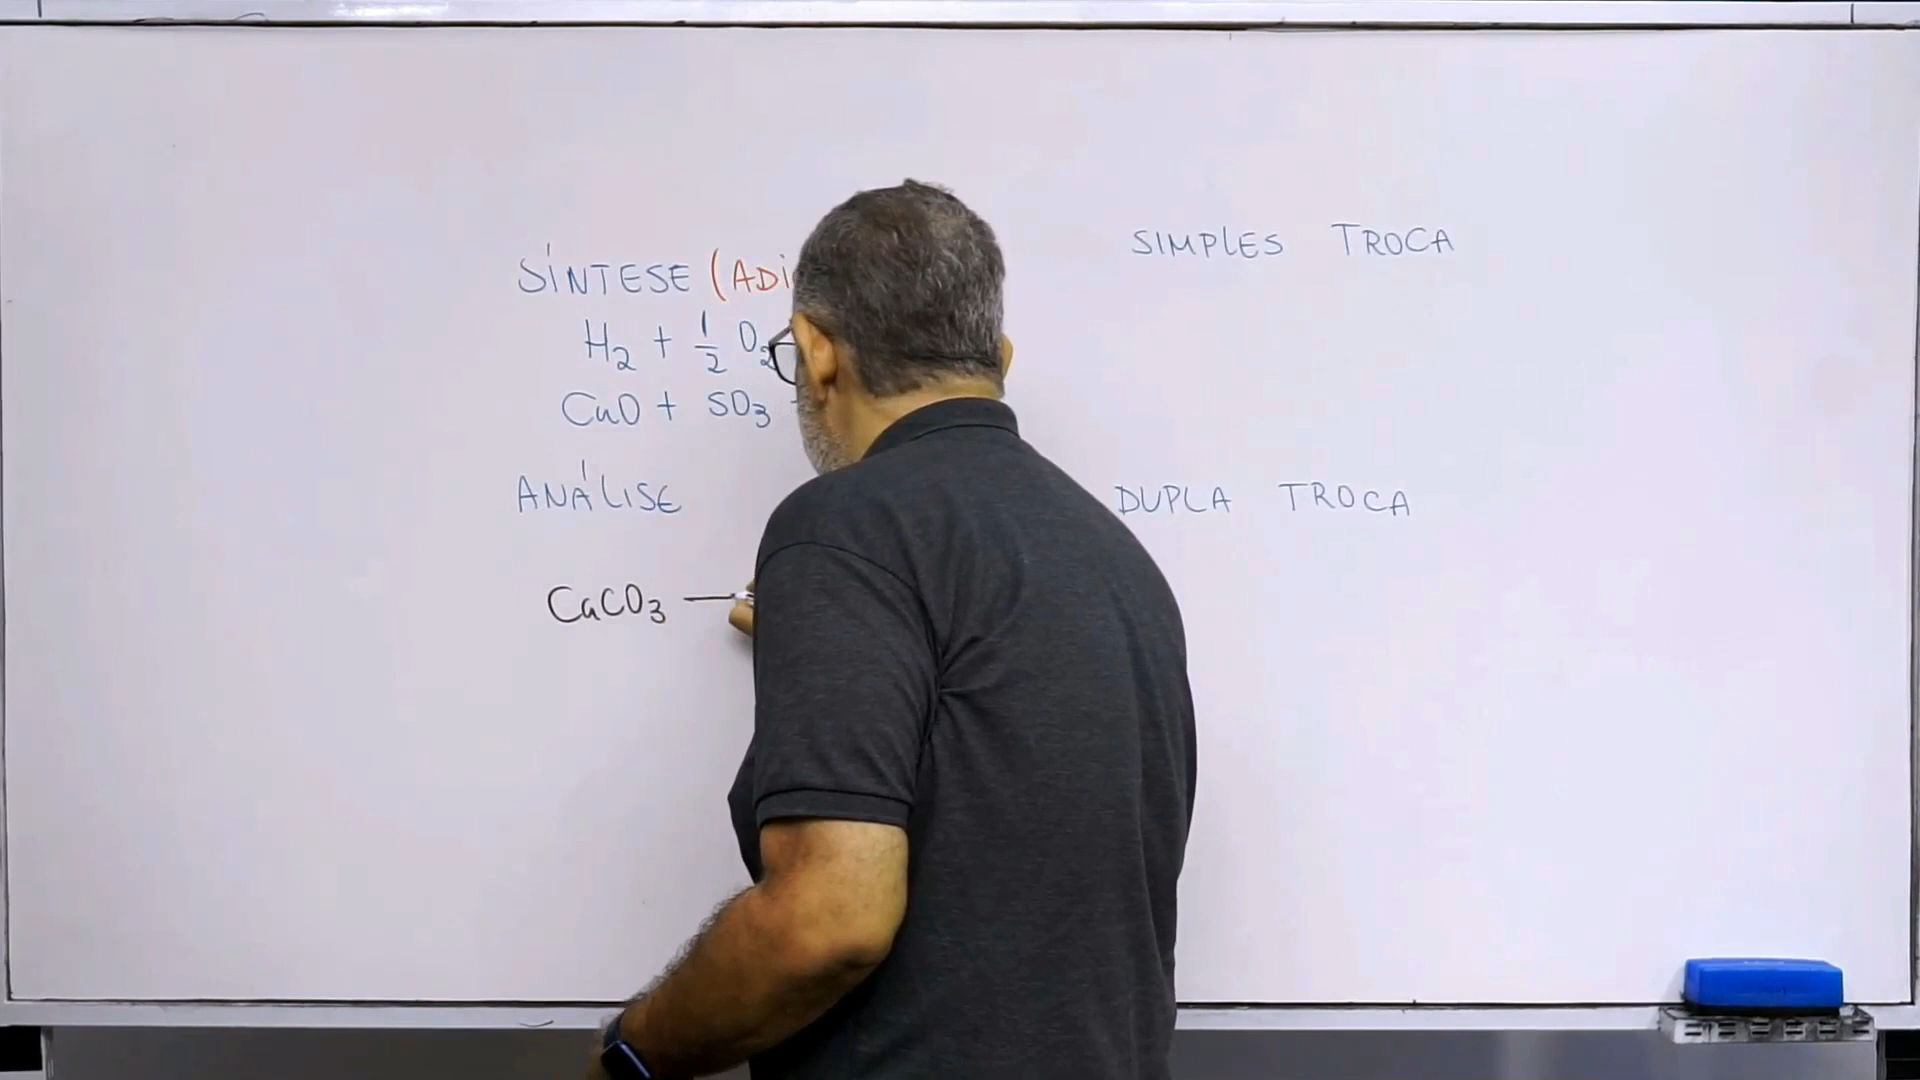 SÍNTESE (ADI
H₂ + 1/2 O₂
CaO + SO₃
ANÁLISE
CaCO₃ —
SIMPLES TROCA
DUPLA TROCA